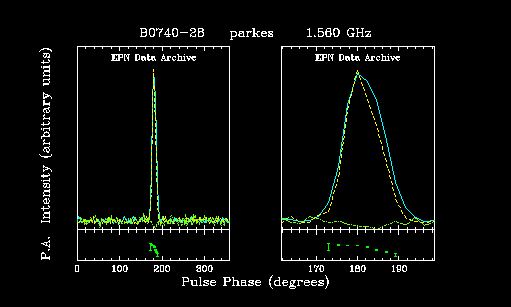 B0740-28 parkes 1.560 GHz
EPN Data Archive EPN Data Archive
Intensity (arbitrary units)
P.A.
0 100 200 300 170 180 190
Pulse Phase (degrees)